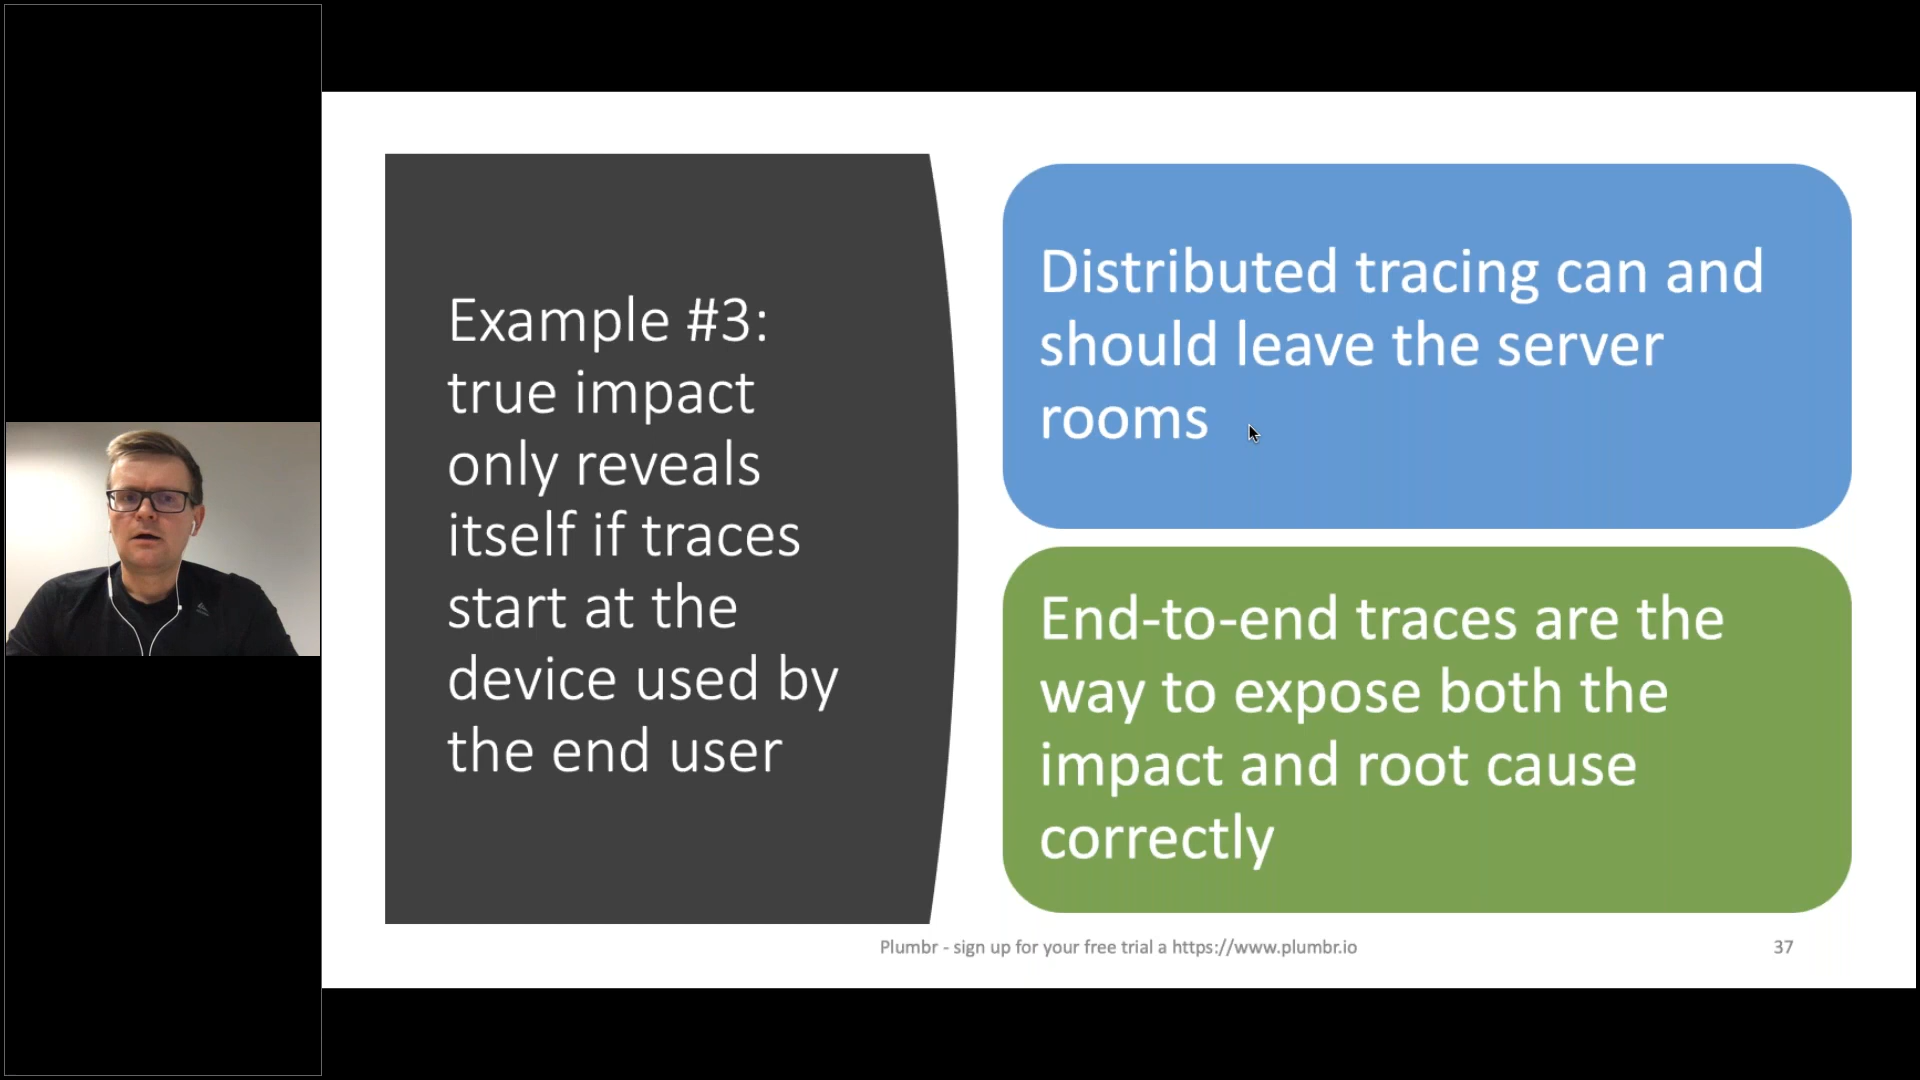 Example #3:
true impact
only reveals
itself if traces
start at the
device used by
the end user
Distributed tracing can and
should leave the server
rooms
End-to-end traces are the
way to expose both the
impact and root cause
correctly
Plumbr - sign up for your free trial a https://www.plumbr.io
37